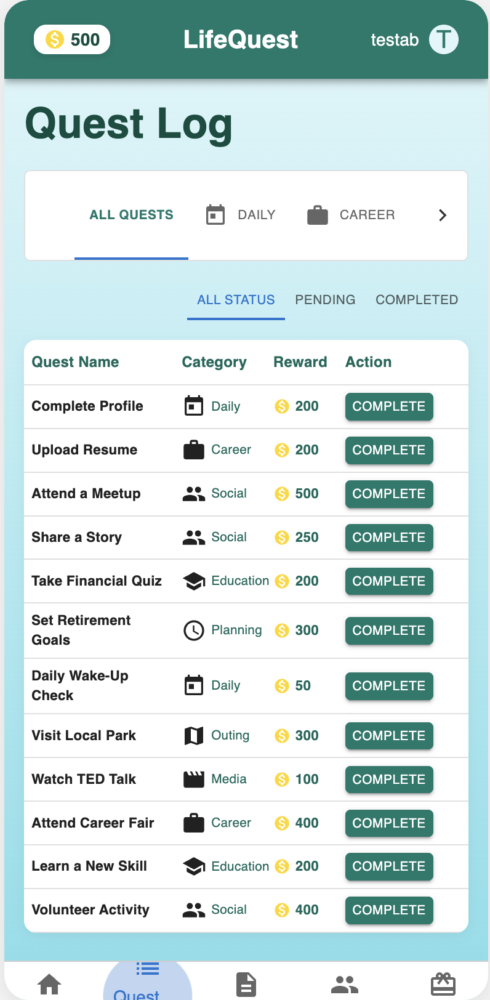 500
LifeQuest
testab
T
Quest Log
ALL QUESTS
DAILY
CAREER
ALL STATUS
PENDING
COMPLETED
Quest Name Category Reward Action
Complete Profile Daily $ 200 COMPLETE
Upload Resume Career $ 200 COMPLETE
Attend a Meetup Social $ 500 COMPLETE
Share a Story Social $ 250 COMPLETE
Take Financial Quiz Education $ 200 COMPLETE
Set Retirement
Goals Planning $ 300 COMPLETE
Daily Wake-Up
Check Daily $ 50 COMPLETE
Visit Local Park Outing $ 300 COMPLETE
Watch TED Talk Media $ 100 COMPLETE
Attend Career Fair Career $ 400 COMPLETE
Learn a New Skill Education $ 200 COMPLETE
Volunteer Activity Social $ 400 COMPLETE
Quest